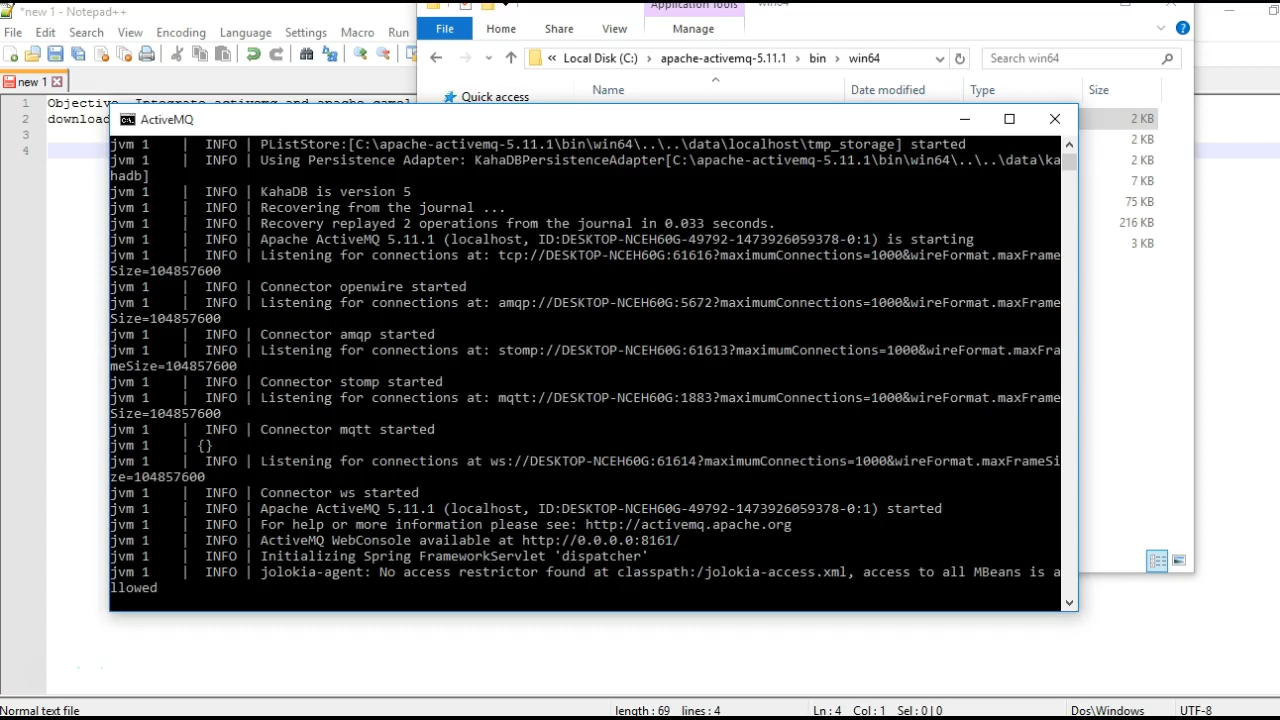 *new 1 - Notepad++
Application Tools
win64
File Edit Search View Encoding Language Settings Macro Run
File Home Share View Manager
« Local Disk (C:) apache-activemq-5.11.1 bin win64
Search win64
new 1
Quick access
Name Date modified Type Size
1 Objective
2 download
3
4
2 KB
2 KB
2 KB
7 KB
75 KB
216 KB
3 KB
ActiveMQ
jvm 1 | INFO | PListStore:[C:\apache-activemq-5.11.1\bin\win64\..\..\data\localhost\tmp_storage] started
jvm 1 | INFO | Using Persistence Adapter: KahaDBPersistenceAdapter[C:\apache-activemq-5.11.1\bin\win64\..\..\data\ka
hadb]
jvm 1 | INFO | KahaDB is version 5
jvm 1 | INFO | Recovering from the journal ...
jvm 1 | INFO | Recovery replayed 2 operations from the journal in 0.033 seconds.
jvm 1 | INFO | Apache ActiveMQ 5.11.1 (localhost, ID:DESKTOP-NCEH60G-49792-1473926059378-0:1) is starting
jvm 1 | INFO | Listening for connections at: tcp://DESKTOP-NCEH60G:61616?maximumConnections=1000&wireFormat.maxFrame
Size=104857600
jvm 1 | INFO | Connector openwire started
jvm 1 | INFO | Listening for connections at: amqp://DESKTOP-NCEH60G:5672?maximumConnections=1000&wireFormat.maxFrame
Size=104857600
jvm 1 | INFO | Connector amqp started
jvm 1 | INFO | Listening for connections at: stomp://DESKTOP-NCEH60G:61613?maximumConnections=1000&wireFormat.maxFra
meSize=104857600
jvm 1 | INFO | Connector stomp started
jvm 1 | INFO | Listening for connections at: mqtt://DESKTOP-NCEH60G:1883?maximumConnections=1000&wireFormat.maxFrame
Size=104857600
jvm 1 | INFO | Connector mqtt started
jvm 1 | {}
jvm 1 | INFO | Listening for connections at ws://DESKTOP-NCEH60G:61614?maximumConnections=1000&wireFormat.maxFrameSi
ze=104857600
jvm 1 | INFO | Connector ws started
jvm 1 | INFO | Apache ActiveMQ 5.11.1 (localhost, ID:DESKTOP-NCEH60G-49792-1473926059378-0:1) started
jvm 1 | INFO | For help or more information please see: http://activemq.apache.org
jvm 1 | INFO | ActiveMQ WebConsole available at http://0.0.0.0:8161/
jvm 1 | INFO | Initializing Spring FrameworkServlet 'dispatcher'
jvm 1 | INFO | jolokia-agent: No access restrictor found at classpath:/jolokia-access.xml, access to all MBeans is a
llowed
Normal text file length : 69 lines : 4 Ln : 4 Col : 1 Sel : 0 | 0 Dos\Windows UTF-8